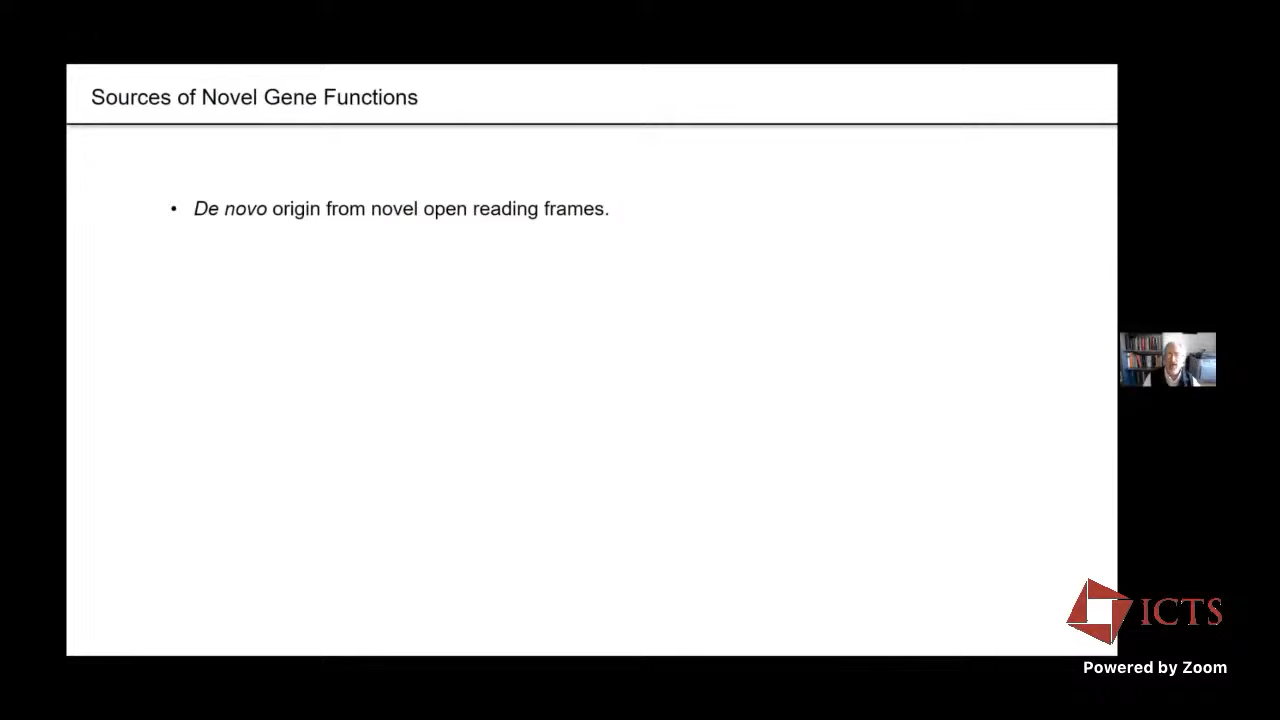 Sources of Novel Gene Functions
• De novo origin from novel open reading frames.
ICTS
Powered by Zoom